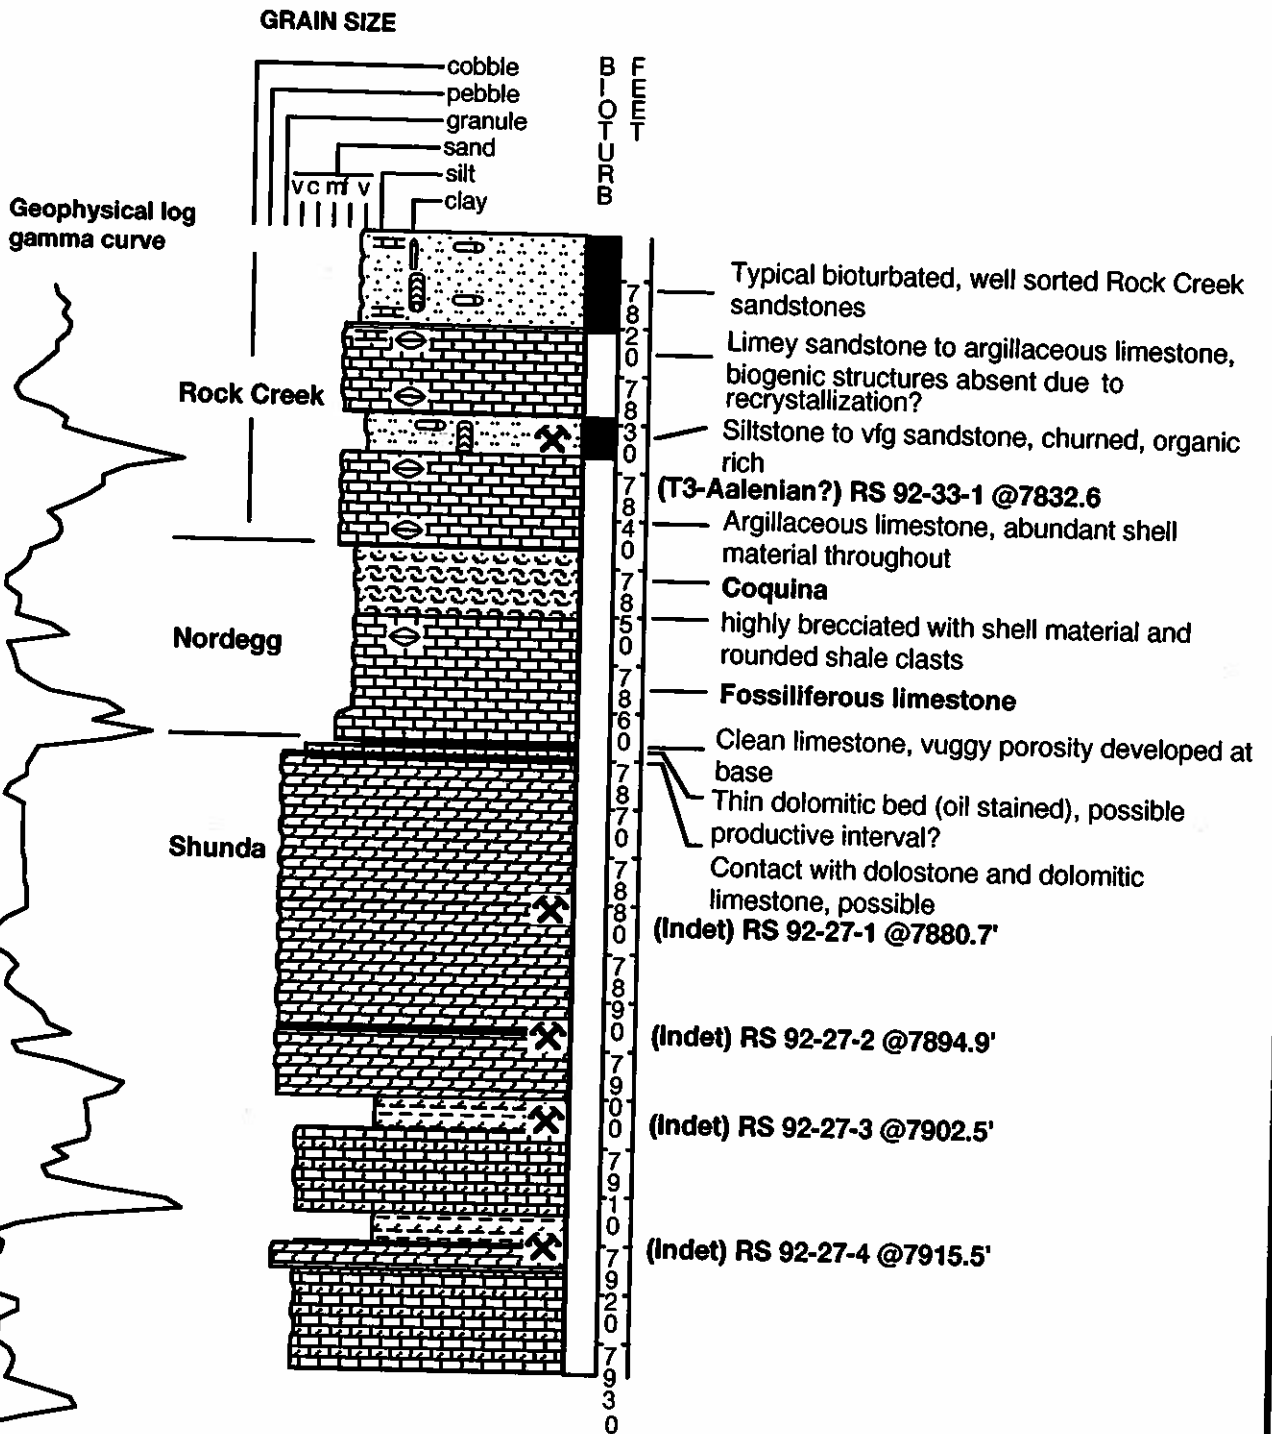 GRAIN SIZE
cobble
pebble
granule
sand
silt
clay
v c m f v
BIOTURB
FEET
Geophysical log
gamma curve
Rock Creek
Nordegg
Shunda
7820
7830
7840
7850
7860
7870
7880
7890
7900
7910
7920
7930
Typical bioturbated, well sorted Rock Creek
sandstones
Limey sandstone to argillaceous limestone,
biogenic structures absent due to
recrystallization?
Siltstone to vfg sandstone, churned, organic
rich
(T3-Aalenian?) RS 92-33-1 @7832.6
Argillaceous limestone, abundant shell
material throughout
Coquina
highly brecciated with shell material and
rounded shale clasts
Fossiliferous limestone
Clean limestone, vuggy porosity developed at
base
Thin dolomitic bed (oil stained), possible
productive interval?
Contact with dolostone and dolomitic
limestone, possible
(Indet) RS 92-27-1 @7880.7'
(Indet) RS 92-27-2 @7894.9'
(Indet) RS 92-27-3 @7902.5'
(Indet) RS 92-27-4 @7915.5'